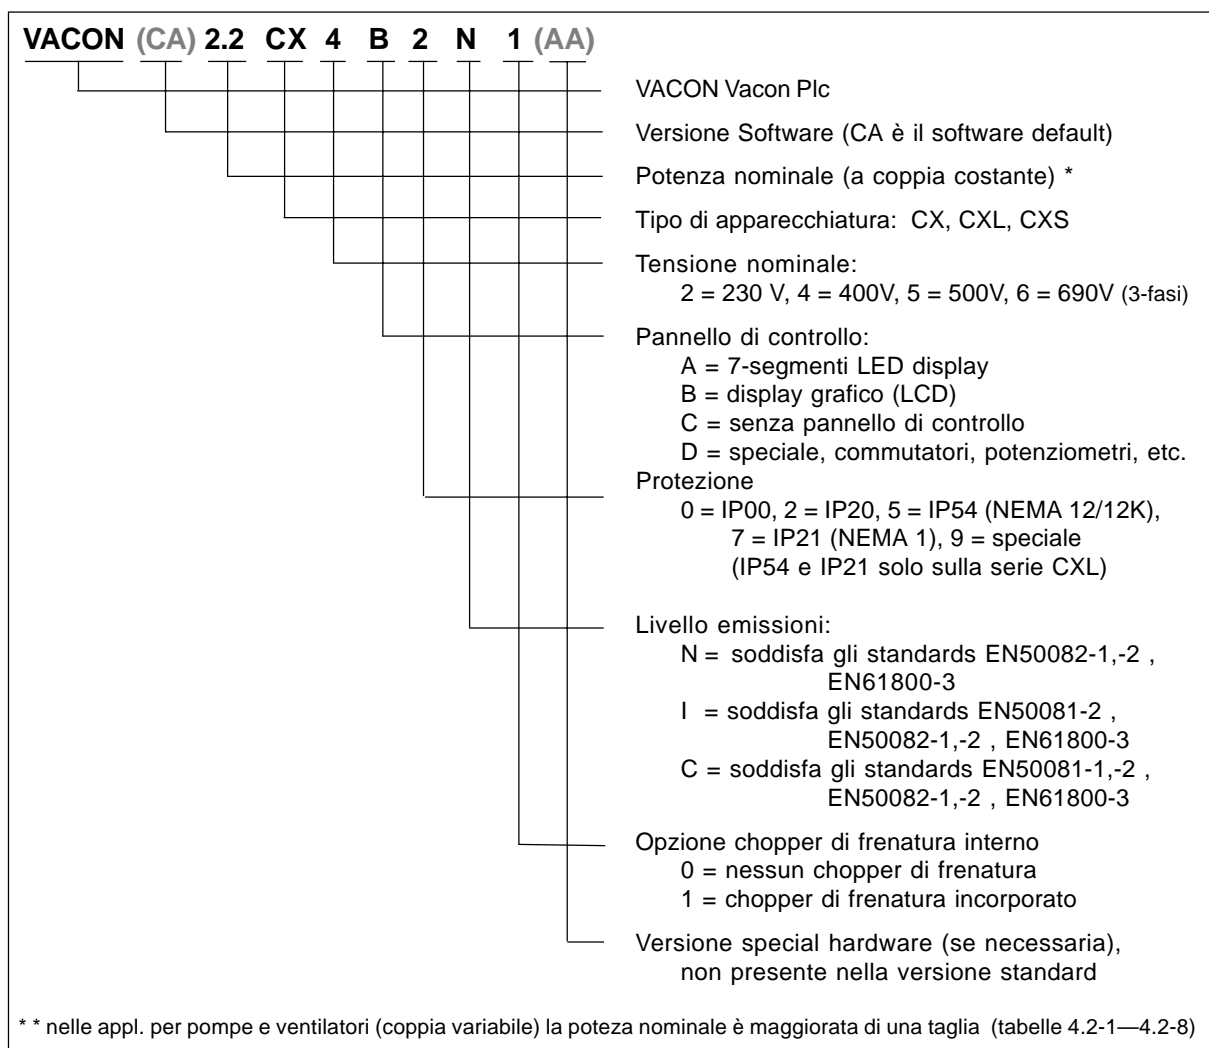 VACON (CA) 2.2 CX 4 B 2 N 1 (AA)
VACON Vacon Plc
Versione Software (CA è il software default)
Potenza nominale (a coppia costante) *
Tipo di apparecchiatura: CX, CXL, CXS
Tensione nominale:
2 = 230 V, 4 = 400V, 5 = 500V, 6 = 690V (3-fasi)
Pannello di controllo:
A = 7-segmenti LED display
B = display grafico (LCD)
C = senza pannello di controllo
D = speciale, commutatori, potenziometri, etc.
Protezione
0 = IP00, 2 = IP20, 5 = IP54 (NEMA 12/12K),
7 = IP21 (NEMA 1), 9 = speciale
(IP54 e IP21 solo sulla serie CXL)
Livello emissioni:
N = soddisfa gli standards EN50082-1,-2 ,
EN61800-3
I = soddisfa gli standards EN50081-2 ,
EN50082-1,-2 , EN61800-3
C = soddisfa gli standards EN50081-1,-2 ,
EN50082-1,-2 , EN61800-3
Opzione chopper di frenatura interno
0 = nessun chopper di frenatura
1 = chopper di frenatura incorporato
Versione special hardware (se necessaria),
non presente nella versione standard
* * nelle appl. per pompe e ventilatori (coppia variabile) la poteza nominale è maggiorata di una taglia (tabelle 4.2-1—4.2-8)